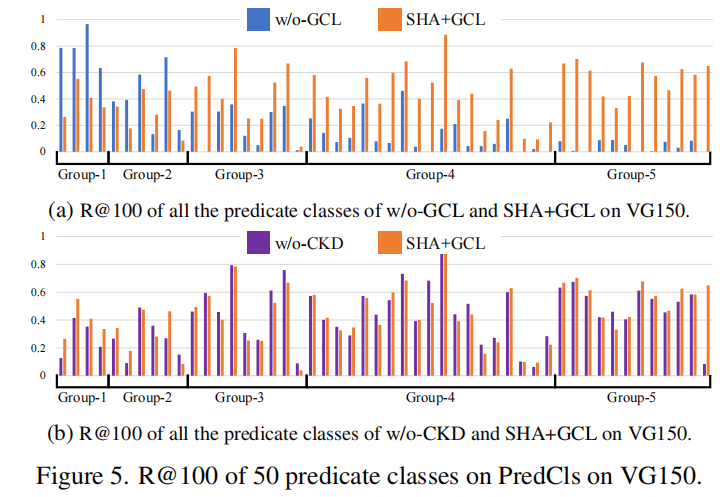 w/o-GCL SHA+GCL
1
0.8
0.6
0.4
0.2
0
Group-1 Group-2 Group-3 Group-4 Group-5
(a) R@100 of all the predicate classes of w/o-GCL and SHA+GCL on VG150.
w/o-CKD SHA+GCL
1
0.8
0.6
0.4
0.2
0
Group-1 Group-2 Group-3 Group-4 Group-5
(b) R@100 of all the predicate classes of w/o-CKD and SHA+GCL on VG150.
Figure 5. R@100 of 50 predicate classes on PredCls on VG150.